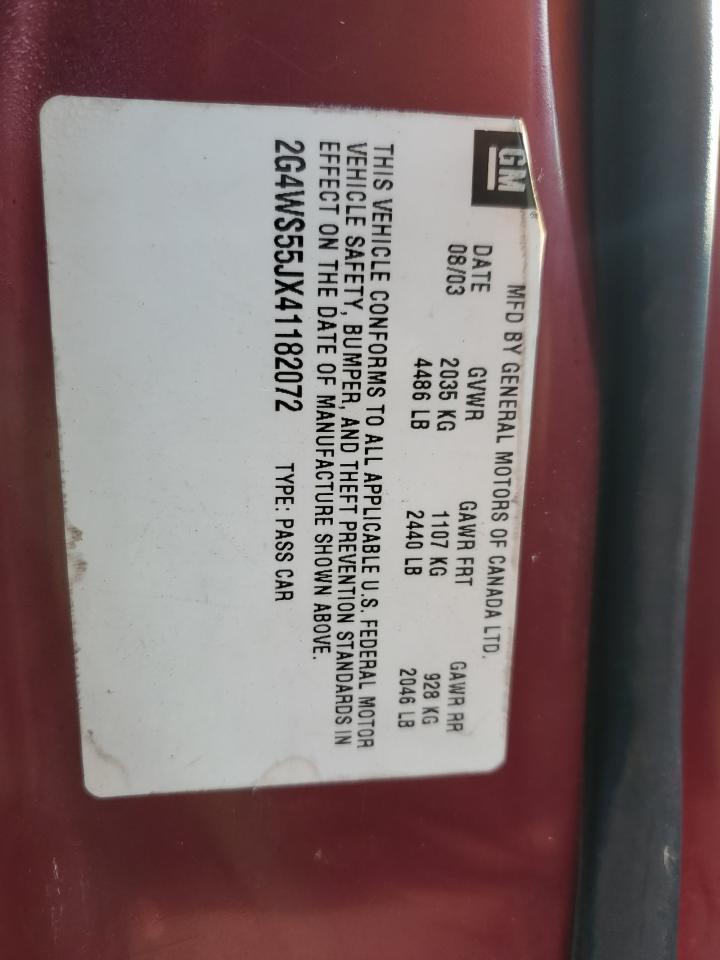 GM
MFD BY GENERAL MOTORS OF CANADA LTD.
DATE GVWR GAWR FRT GAWR RR
08/03 2035 KG 1107 KG 928 KG
4486 LB 2440 LB 2046 LB
THIS VEHICLE CONFORMS TO ALL APPLICABLE U.S. FEDERAL MOTOR
VEHICLE SAFETY, BUMPER, AND THEFT PREVENTION STANDARDS IN
EFFECT ON THE DATE OF MANUFACTURE SHOWN ABOVE.
2G4WS55JX41182072 TYPE: PASS CAR